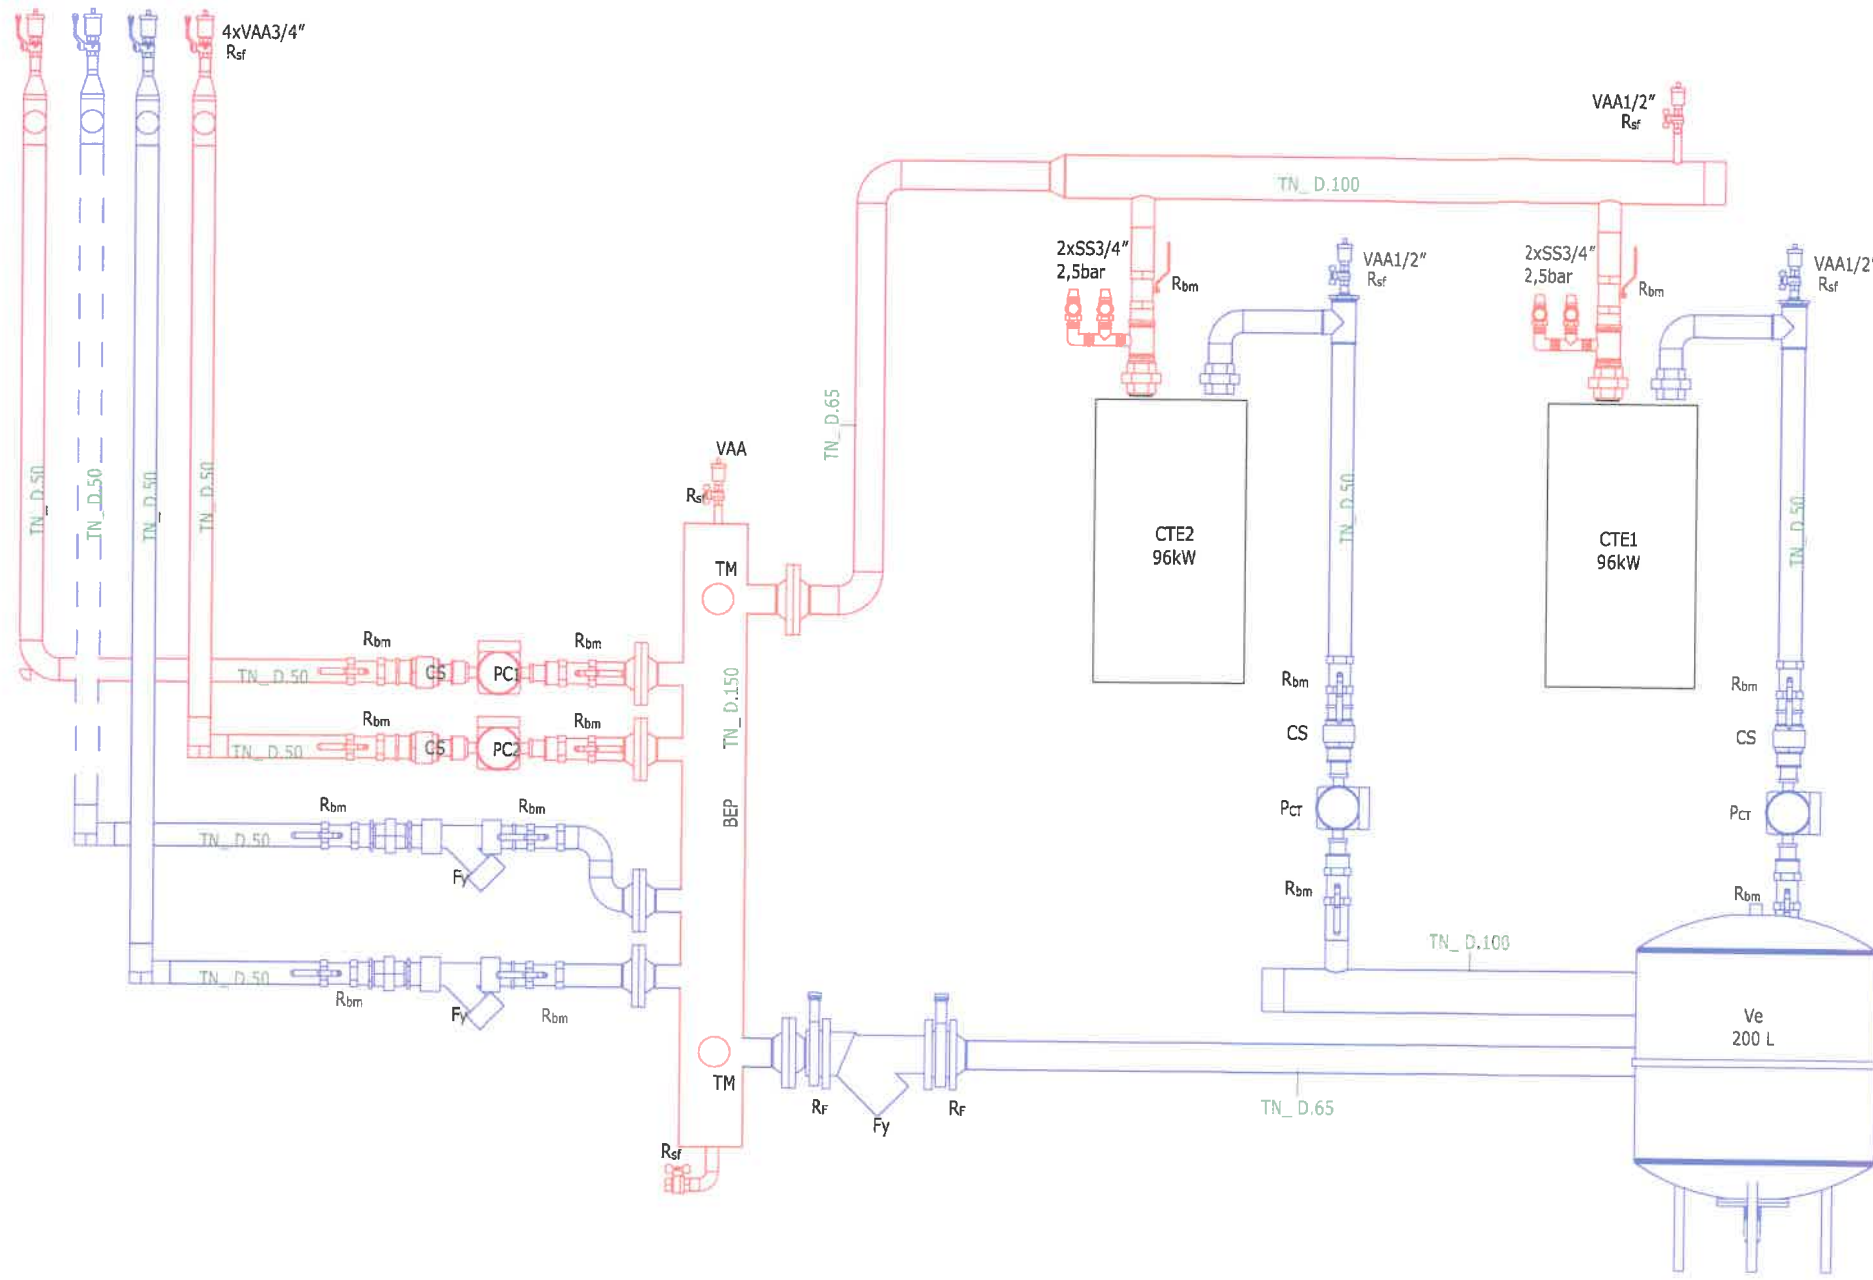 4xVAA3/4"
Rsf
VAA1/2"
Rsf
TN_ D.100
2xSS3/4"
2,5bar
Rbm
VAA1/2"
Rsf
2xSS3/4"
2,5bar
Rbm
VAA1/2"
Rsf
TN_ D.65
VAA
Rsf
TN_ D.50
TN_ D.50
TN_ D.50
TN_ D.50
TN_ D.50
TN_ D.50
CTE2
96kW
CTE1
96kW
TM
Rbm
Rbm
TN_ D.50
CS
PC1
TN_ D.150
Rbm
Rbm
Rbm
Rbm
TN_ D.50
CS
PC2
CS
CS
BEP
Rbm
Rbm
PCT
PCT
TN_ D.50
Fy
Rbm
Rbm
TN_ D.100
TN_ D.50
Rbm
Fy
Rbm
Ve
200 L
TM
RF
Fy
RF
TN_ D.65
Rsf